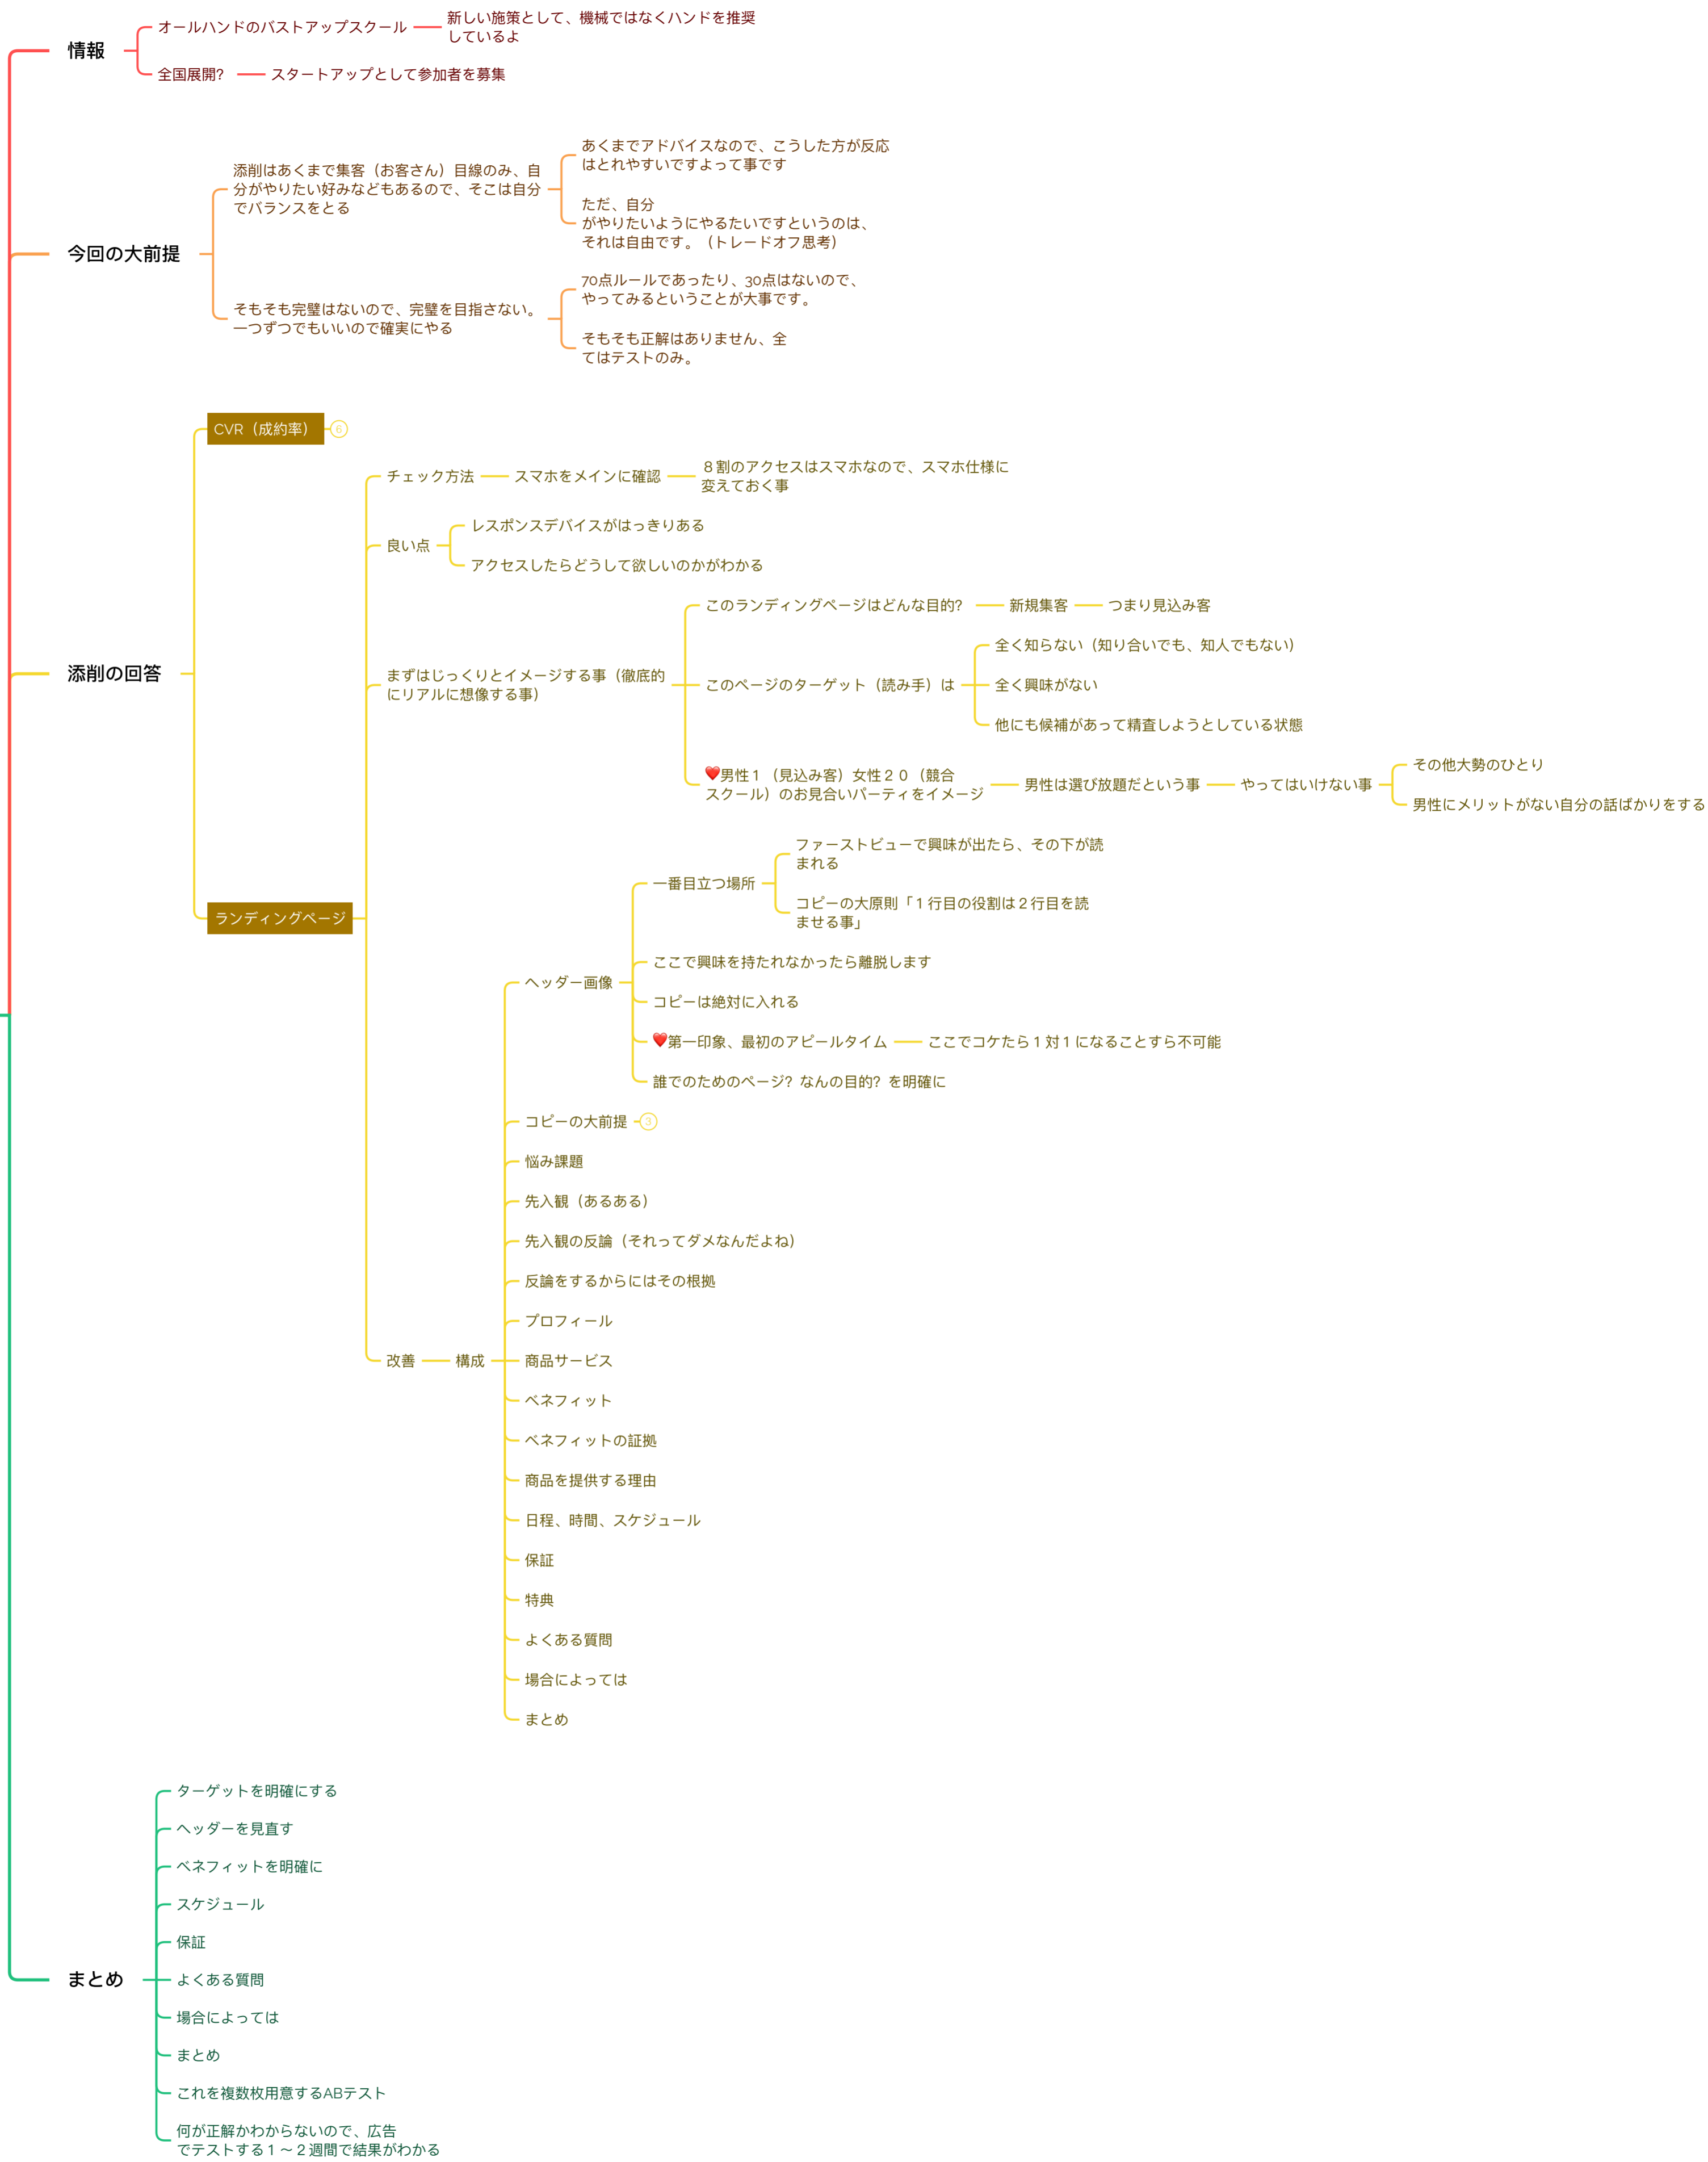 情報
オールハンドのバストアップスクール
新しい施策として、機械ではなくハンドを推奨
しているよ
全国展開？
スタートアップとして参加者を募集
今回の大前提
添削はあくまで集客（お客さん）目線のみ、自
分がやりたい好みなどもあるので、そこは自分
でバランスをとる
あくまでアドバイスなので、こうした方が反応
はとれやすいですよって事です
ただ、自分
がやりたいようにやるたいですというのは、
それは自由です。（トレードオフ思考）
そもそも完璧はないので、完璧を目指さない。
一つずつでもいいので確実にやる
70点ルールであったり、30点はないので、
やってみるということが大事です。
そもそも正解はありません、全
てはテストのみ。
添削の回答
CVR（成約率）
6
ランディングページ
チェック方法
スマホをメインに確認
８割のアクセスはスマホなので、スマホ仕様に
変えておく事
良い点
レスポンスデバイスがはっきりある
アクセスしたらどうして欲しいのかがわかる
まずはじっくりとイメージする事（徹底的
にリアルに想像する事）
このランディングページはどんな目的？
新規集客
つまり見込み客
このページのターゲット（読み手）は
全く知らない（知り合いでも、知人でもない）
全く興味がない
他にも候補があって精査しようとしている状態
❤️男性１（見込み客）女性２０（競合
スクール）のお見合いパーティをイメージ
男性は選び放題だという事
やってはいけない事
その他大勢のひとり
男性にメリットがない自分の話ばかりをする
改善
構成
ヘッダー画像
一番目立つ場所
ファーストビューで興味が出たら、その下が読
まれる
コピーの大原則「１行目の役割は２行目を読
ませる事」
ここで興味を持たれなかったら離脱します
コピーは絶対に入れる
❤️第一印象、最初のアピールタイム
ここでコケたら１対１になることすら不可能
誰でのためのページ？なんの目的？を明確に
コピーの大前提
3
悩み課題
先入観（あるある）
先入観の反論（それってダメなんだよね）
反論をするからにはその根拠
プロフィール
商品サービス
ベネフィット
ベネフィットの証拠
商品を提供する理由
日程、時間、スケジュール
保証
特典
よくある質問
場合によっては
まとめ
まとめ
ターゲットを明確にする
ヘッダーを見直す
ベネフィットを明確に
スケジュール
保証
よくある質問
場合によっては
まとめ
これを複数枚用意するABテスト
何が正解かわからないので、広告
でテストする１〜２週間で結果がわかる